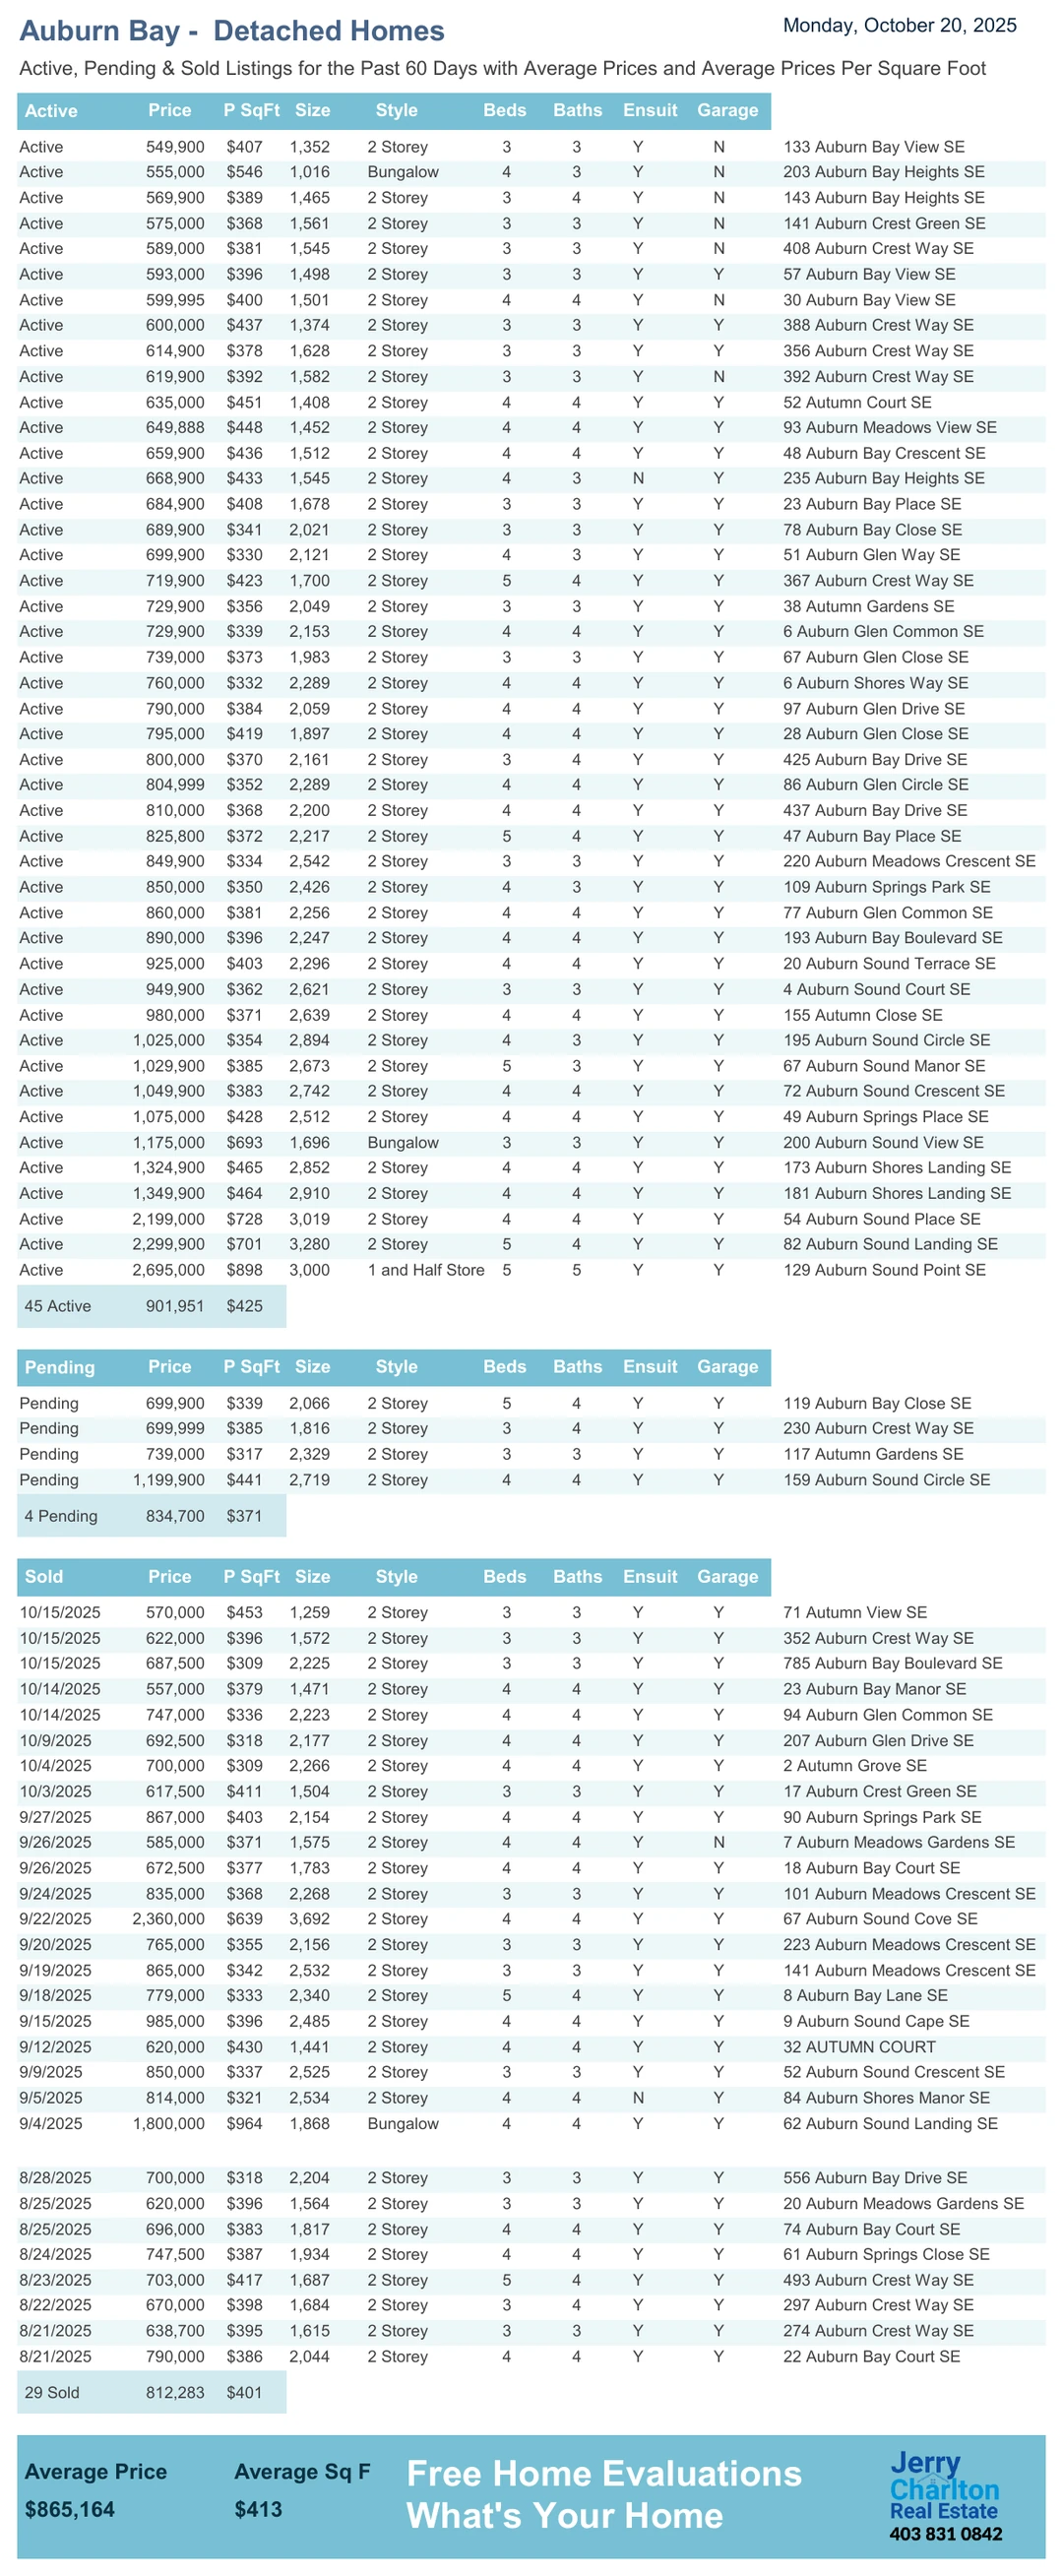 Auburn Bay - Detached Homes
Monday, October 20, 2025
Active, Pending & Sold Listings for the Past 60 Days with Average Prices and Average Prices Per Square Foot
Active Price P SqFt Size Style Beds Baths Ensuit Garage
Active 549,900 $407 1,352 2 Storey 3 3 Y N 133 Auburn Bay View SE
Active 555,000 $546 1,016 Bungalow 4 3 Y N 203 Auburn Bay Heights SE
Active 569,900 $389 1,465 2 Storey 3 4 Y N 143 Auburn Bay Heights SE
Active 575,000 $368 1,561 2 Storey 3 3 Y N 141 Auburn Crest Green SE
Active 589,000 $381 1,545 2 Storey 3 3 Y N 408 Auburn Crest Way SE
Active 593,000 $396 1,498 2 Storey 3 3 Y Y 57 Auburn Bay View SE
Active 599,995 $400 1,501 2 Storey 4 4 Y N 30 Auburn Bay View SE
Active 600,000 $437 1,374 2 Storey 3 3 Y Y 388 Auburn Crest Way SE
Active 614,900 $378 1,628 2 Storey 3 3 Y Y 356 Auburn Crest Way SE
Active 619,900 $392 1,582 2 Storey 3 3 Y N 392 Auburn Crest Way SE
Active 635,000 $451 1,408 2 Storey 4 4 Y Y 52 Autumn Court SE
Active 649,888 $448 1,452 2 Storey 4 4 Y Y 93 Auburn Meadows View SE
Active 659,900 $436 1,512 2 Storey 4 4 Y Y 48 Auburn Bay Crescent SE
Active 668,900 $433 1,545 2 Storey 4 3 N Y 235 Auburn Bay Heights SE
Active 684,900 $408 1,678 2 Storey 3 3 Y Y 23 Auburn Bay Place SE
Active 689,900 $341 2,021 2 Storey 3 3 Y Y 78 Auburn Bay Close SE
Active 699,900 $330 2,121 2 Storey 4 3 Y Y 51 Auburn Glen Way SE
Active 719,900 $423 1,700 2 Storey 5 4 Y Y 367 Auburn Crest Way SE
Active 729,900 $356 2,049 2 Storey 3 3 Y Y 38 Autumn Gardens SE
Active 729,900 $339 2,153 2 Storey 4 4 Y Y 6 Auburn Glen Common SE
Active 739,000 $373 1,983 2 Storey 3 3 Y Y 67 Auburn Glen Close SE
Active 760,000 $332 2,289 2 Storey 4 4 Y Y 6 Auburn Shores Way SE
Active 790,000 $384 2,059 2 Storey 4 4 Y Y 97 Auburn Glen Drive SE
Active 795,000 $419 1,897 2 Storey 4 4 Y Y 28 Auburn Glen Close SE
Active 800,000 $370 2,161 2 Storey 3 4 Y Y 425 Auburn Bay Drive SE
Active 804,999 $352 2,289 2 Storey 4 4 Y Y 86 Auburn Glen Circle SE
Active 810,000 $368 2,200 2 Storey 4 4 Y Y 437 Auburn Bay Drive SE
Active 825,800 $372 2,217 2 Storey 5 4 Y Y 47 Auburn Bay Place SE
Active 849,900 $334 2,542 2 Storey 3 3 Y Y 220 Auburn Meadows Crescent SE
Active 850,000 $350 2,426 2 Storey 4 3 Y Y 109 Auburn Springs Park SE
Active 860,000 $381 2,256 2 Storey 4 4 Y Y 77 Auburn Glen Common SE
Active 890,000 $396 2,247 2 Storey 4 4 Y Y 193 Auburn Bay Boulevard SE
Active 925,000 $403 2,296 2 Storey 4 4 Y Y 20 Auburn Sound Terrace SE
Active 949,900 $362 2,621 2 Storey 3 3 Y Y 4 Auburn Sound Court SE
Active 980,000 $371 2,639 2 Storey 4 4 Y Y 155 Autumn Close SE
Active 1,025,000 $354 2,894 2 Storey 4 3 Y Y 195 Auburn Sound Circle SE
Active 1,029,900 $385 2,673 2 Storey 5 3 Y Y 67 Auburn Sound Manor SE
Active 1,049,900 $383 2,742 2 Storey 4 4 Y Y 72 Auburn Sound Crescent SE
Active 1,075,000 $428 2,512 2 Storey 4 4 Y Y 49 Auburn Springs Place SE
Active 1,175,000 $693 1,696 Bungalow 3 3 Y Y 200 Auburn Sound View SE
Active 1,324,900 $465 2,852 2 Storey 4 4 Y Y 173 Auburn Shores Landing SE
Active 1,349,900 $464 2,910 2 Storey 4 4 Y Y 181 Auburn Shores Landing SE
Active 2,199,000 $728 3,019 2 Storey 4 4 Y Y 54 Auburn Sound Place SE
Active 2,299,900 $701 3,280 2 Storey 5 4 Y Y 82 Auburn Sound Landing SE
Active 2,695,000 $898 3,000 1 and Half Store 5 5 Y Y 129 Auburn Sound Point SE
45 Active 901,951 $425
Pending Price P SqFt Size Style Beds Baths Ensuit Garage
Pending 699,900 $339 2,066 2 Storey 5 4 Y Y 119 Auburn Bay Close SE
Pending 699,999 $385 1,816 2 Storey 3 4 Y Y 230 Auburn Crest Way SE
Pending 739,000 $317 2,329 2 Storey 3 3 Y Y 117 Autumn Gardens SE
Pending 1,199,900 $441 2,719 2 Storey 4 4 Y Y 159 Auburn Sound Circle SE
4 Pending 834,700 $371
Sold Price P SqFt Size Style Beds Baths Ensuit Garage
10/15/2025 570,000 $453 1,259 2 Storey 3 3 Y Y 71 Autumn View SE
10/15/2025 622,000 $396 1,572 2 Storey 3 3 Y Y 352 Auburn Crest Way SE
10/15/2025 687,500 $309 2,225 2 Storey 3 3 Y Y 785 Auburn Bay Boulevard SE
10/14/2025 557,000 $379 1,471 2 Storey 4 4 Y Y 23 Auburn Bay Manor SE
10/14/2025 747,000 $336 2,223 2 Storey 4 4 Y Y 94 Auburn Glen Common SE
10/9/2025 692,500 $318 2,177 2 Storey 4 4 Y Y 207 Auburn Glen Drive SE
10/4/2025 700,000 $309 2,266 2 Storey 4 4 Y Y 2 Autumn Grove SE
10/3/2025 617,500 $411 1,504 2 Storey 3 3 Y Y 17 Auburn Crest Green SE
9/27/2025 867,000 $403 2,154 2 Storey 4 4 Y Y 90 Auburn Springs Park SE
9/26/2025 585,000 $371 1,575 2 Storey 4 4 Y N 7 Auburn Meadows Gardens SE
9/26/2025 672,500 $377 1,783 2 Storey 4 4 Y Y 18 Auburn Bay Court SE
9/24/2025 835,000 $368 2,268 2 Storey 3 3 Y Y 101 Auburn Meadows Crescent SE
9/22/2025 2,360,000 $639 3,692 2 Storey 4 4 Y Y 67 Auburn Sound Cove SE
9/20/2025 765,000 $355 2,156 2 Storey 3 3 Y Y 223 Auburn Meadows Crescent SE
9/19/2025 865,000 $342 2,532 2 Storey 3 3 Y Y 141 Auburn Meadows Crescent SE
9/18/2025 779,000 $333 2,340 2 Storey 5 4 Y Y 8 Auburn Bay Lane SE
9/15/2025 985,000 $396 2,485 2 Storey 4 4 Y Y 9 Auburn Sound Cape SE
9/12/2025 620,000 $430 1,441 2 Storey 4 4 Y Y 32 AUTUMN COURT
9/9/2025 850,000 $337 2,525 2 Storey 3 3 Y Y 52 Auburn Sound Crescent SE
9/5/2025 814,000 $321 2,534 2 Storey 4 4 N Y 84 Auburn Shores Manor SE
9/4/2025 1,800,000 $964 1,868 Bungalow 4 4 Y Y 62 Auburn Sound Landing SE
8/28/2025 700,000 $318 2,204 2 Storey 3 3 Y Y 556 Auburn Bay Drive SE
8/25/2025 620,000 $396 1,564 2 Storey 3 3 Y Y 20 Auburn Meadows Gardens SE
8/25/2025 696,000 $383 1,817 2 Storey 4 4 Y Y 74 Auburn Bay Court SE
8/24/2025 747,500 $387 1,934 2 Storey 4 4 Y Y 61 Auburn Springs Close SE
8/23/2025 703,000 $417 1,687 2 Storey 5 4 Y Y 493 Auburn Crest Way SE
8/22/2025 670,000 $398 1,684 2 Storey 3 4 Y Y 297 Auburn Crest Way SE
8/21/2025 638,700 $395 1,615 2 Storey 3 3 Y Y 274 Auburn Crest Way SE
8/21/2025 790,000 $386 2,044 2 Storey 4 4 Y Y 22 Auburn Bay Court SE
29 Sold 812,283 $401
Average Price Average Sq F
$865,164 $413
Free Home Evaluations
What's Your Home
Jerry
Charlton
Real Estate
403 831 0842